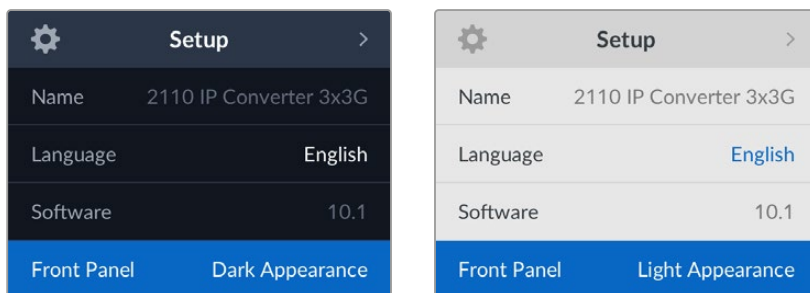 Setup
Name 2110 IP Converter 3x3G
Language English
Software 10.1
Front Panel Dark Appearance
Setup
Name 2110 IP Converter 3x3G
Language English
Software 10.1
Front Panel Light Appearance